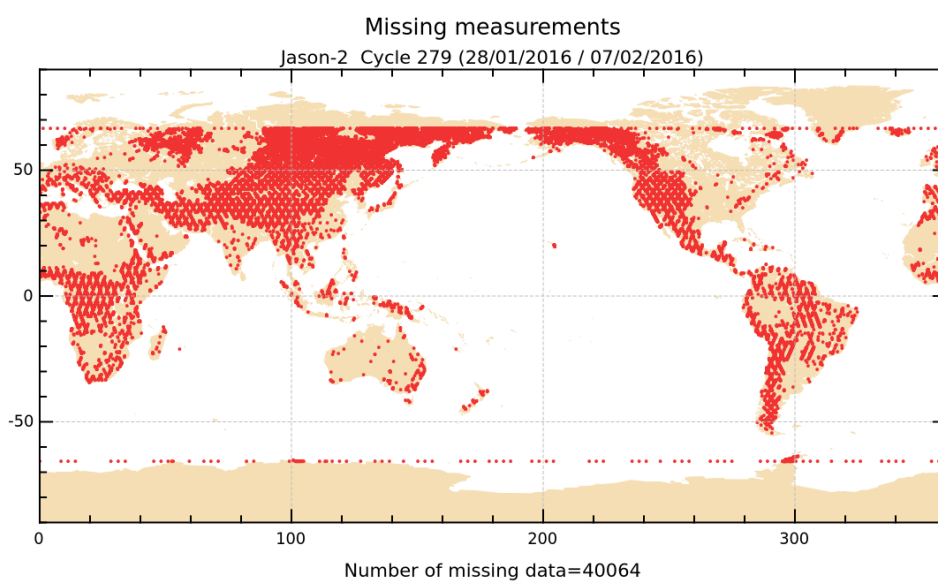 Missing measurements
Jason-2  Cycle 279 (28/01/2016 / 07/02/2016)
50
0
-50
0 100 200 300
Number of missing data=40064